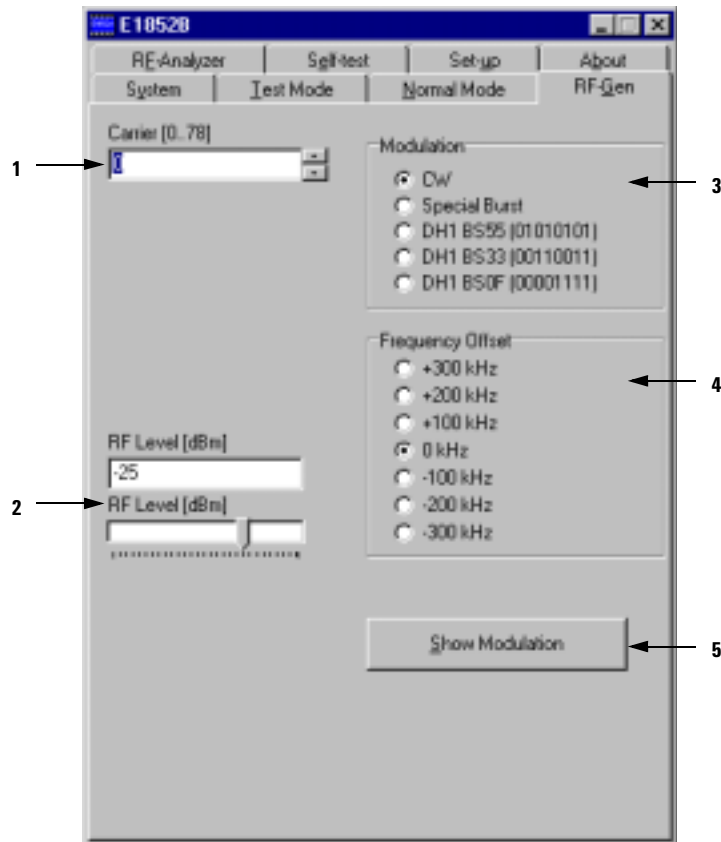 E1852B
RF-Analyzer Self-test Set-up About
System Test Mode Normal Mode RF-Gen
Carrier [0..78]
0
1
Modulation
CW
3
Special Burst
DH1 BS55 (01010101)
DH1 BS33 (00110011)
DH1 BS0F (00001111)
Frequency Offset
+300 kHz
4
+200 kHz
+100 kHz
0 kHz
-100 kHz
-200 kHz
-300 kHz
RF Level [dBm]
-25
2
RF Level [dBm]
Show Modulation
5